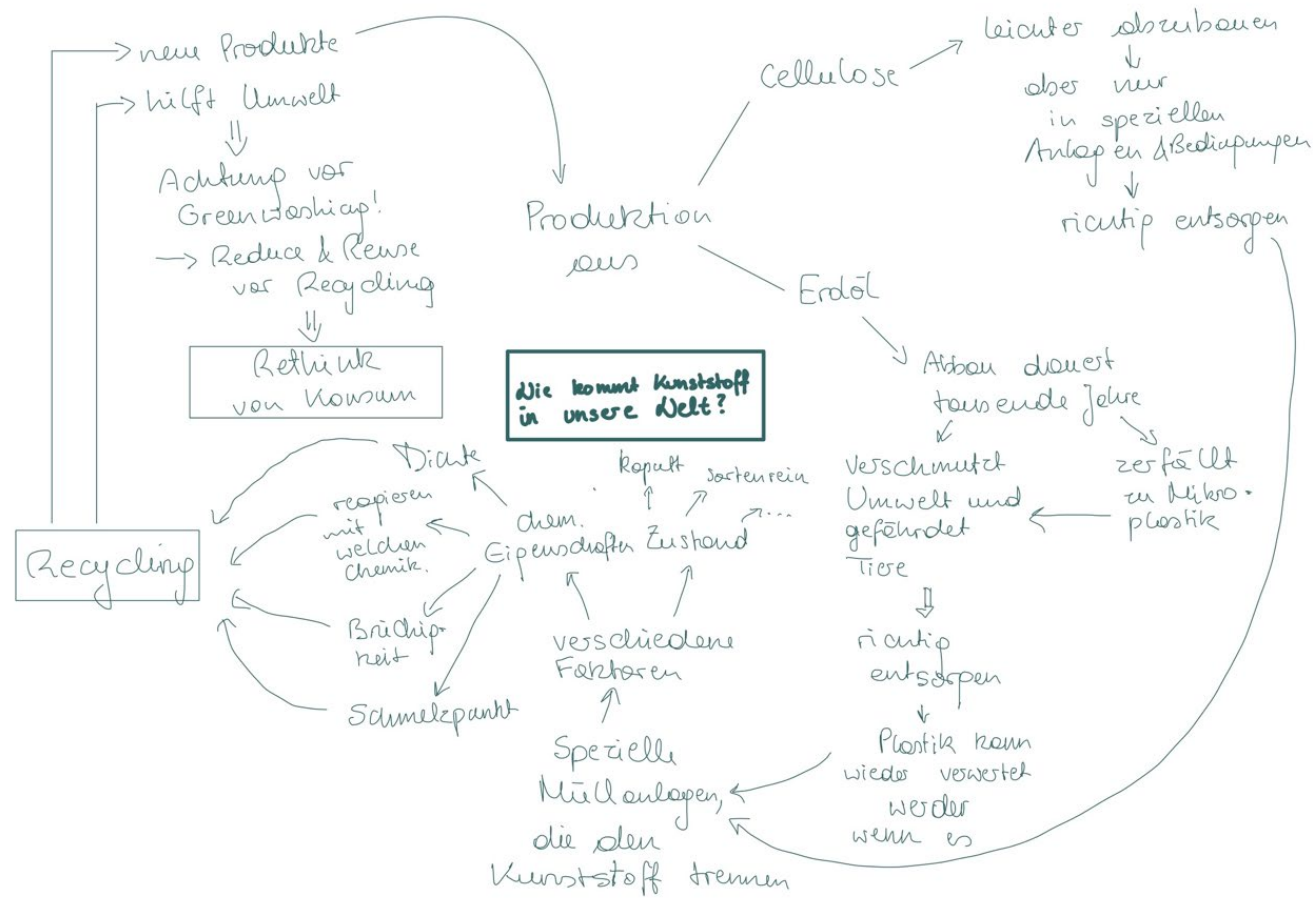 neue Produkte
hilft Umwelt
Achtung vor
Greenwashing!
Reduce & Reuse
vor Recycling
Rethink
von Konsum
Produktion
aus
Cellulose
leichter abzubauen
aber nur
in speziellen
Anlagen & Bedingungen
richtig entsorgen
Erdöl
Abbau dauert
tausende Jahre
verschmutzt
Umwelt und
gefährdet
Tiere
zerfällt
zu Mikro-
plastik
richtig
entsorgen
Plastik kann
wieder verwertet
werden
wenn es
Spezielle
Müllanlagen,
die den
Kunststoff trennen
verschiedene
Faktoren
Zustand
kaputt
sortenrein
...
chem.
Eigenschaften
Dichte
reagieren
mit
welchen
Chemik.
Brüchig-
keit
Schmelzpunkt
Recycling
Wie kommt Kunststoff
in unsere Welt?